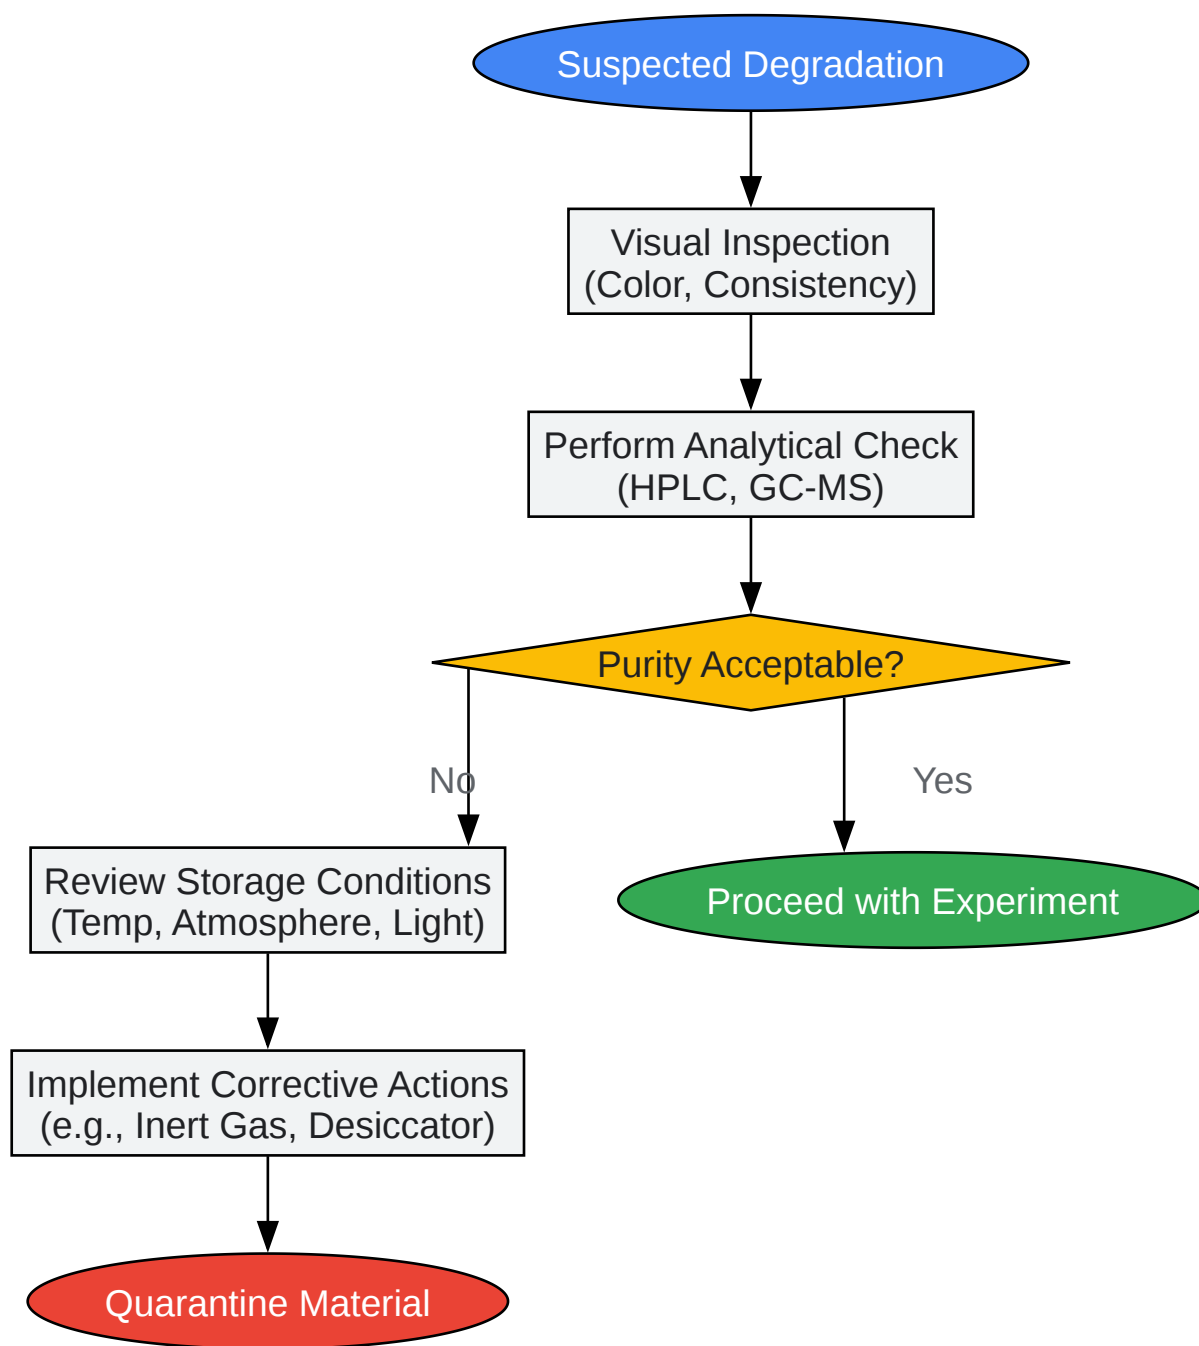 Suspected Degradation
Visual Inspection
(Color, Consistency)
Perform Analytical Check
(HPLC, GC-MS)
Purity Acceptable?
No
Yes
Review Storage Conditions
(Temp, Atmosphere, Light)
Proceed with Experiment
Implement Corrective Actions
(e.g., Inert Gas, Desiccator)
Quarantine Material